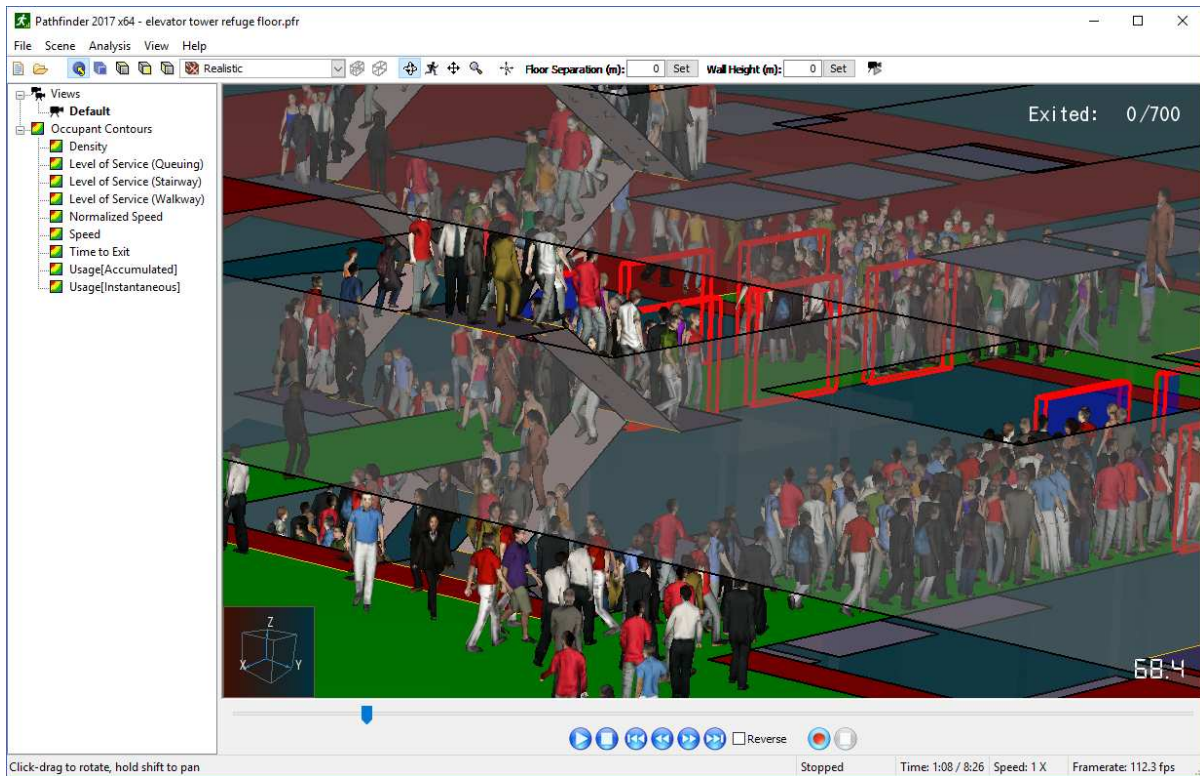 Pathfinder 2017 x64 - elevator tower refuge floor.pfr
File Scene Analysis View Help
Realistic Floor Separation (m): 0 Set Wall Height (m): 0 Set
Views
Default
Occupant Contours
Density
Level of Service (Queuing)
Level of Service (Stairway)
Level of Service (Walkway)
Normalized Speed
Speed
Time to Exit
Usage[Accumulated]
Usage[Instantaneous]
Exited: 0/700
Z
X Y
68.4
Reverse
Click-drag to rotate, hold shift to pan Stopped Time: 1:08 / 8:26 Speed: 1 X Framerate: 112.3 fps